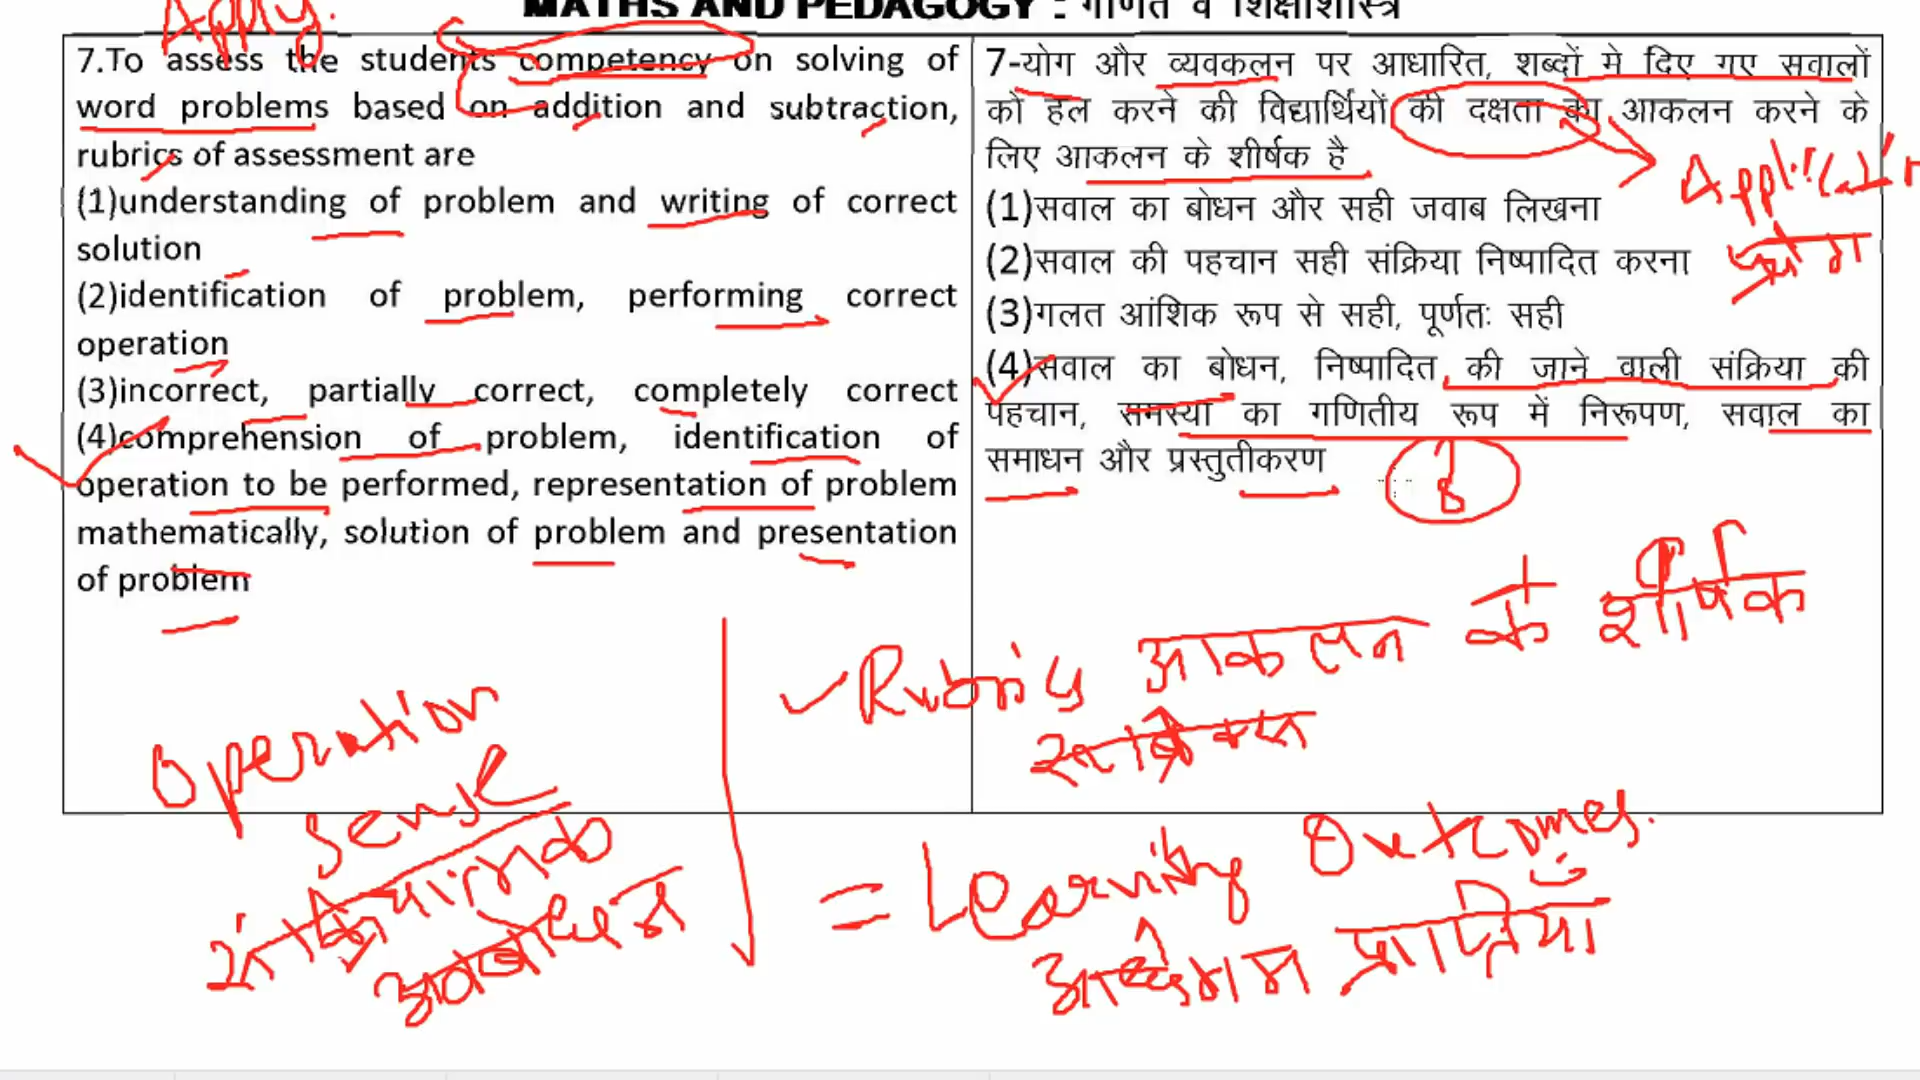 MATHS AND PEDAGOGY : गणित व शिक्षाशास्त्र
Apply.
7.To assess the students competency on solving of
word problems based on addition and subtraction,
rubrics of assessment are
(1)understanding of problem and writing of correct
solution
(2)identification of problem, performing correct
operation
(3)incorrect, partially correct, completely correct
(4)comprehension of problem, identification of
operation to be performed, representation of problem
mathematically, solution of problem and presentation
of problem
7-योग और व्यवकलन पर आधारित, शब्दों मे दिए गए सवालों
को हल करने की विद्यार्थियों की दक्षता का आकलन करने के
लिए आकलन के शीर्षक है
(1)सवाल का बोधन और सही जवाब लिखना
(2)सवाल की पहचान सही संक्रिया निष्पादित करना
(3)गलत आंशिक रूप से सही, पूर्णतः सही
(4)सवाल का बोधन, निष्पादित की जाने वाली संक्रिया की
पहचान, समस्या का गणितीय रूप में निरूपण, सवाल का
समाधन और प्रस्तुतीकरण
Operation
Sense
संक्रियात्मक
अवबोधन
Rubrics आकलन के शीर्षक
= Learning Outcomes.
अधिगम प्राप्तियां